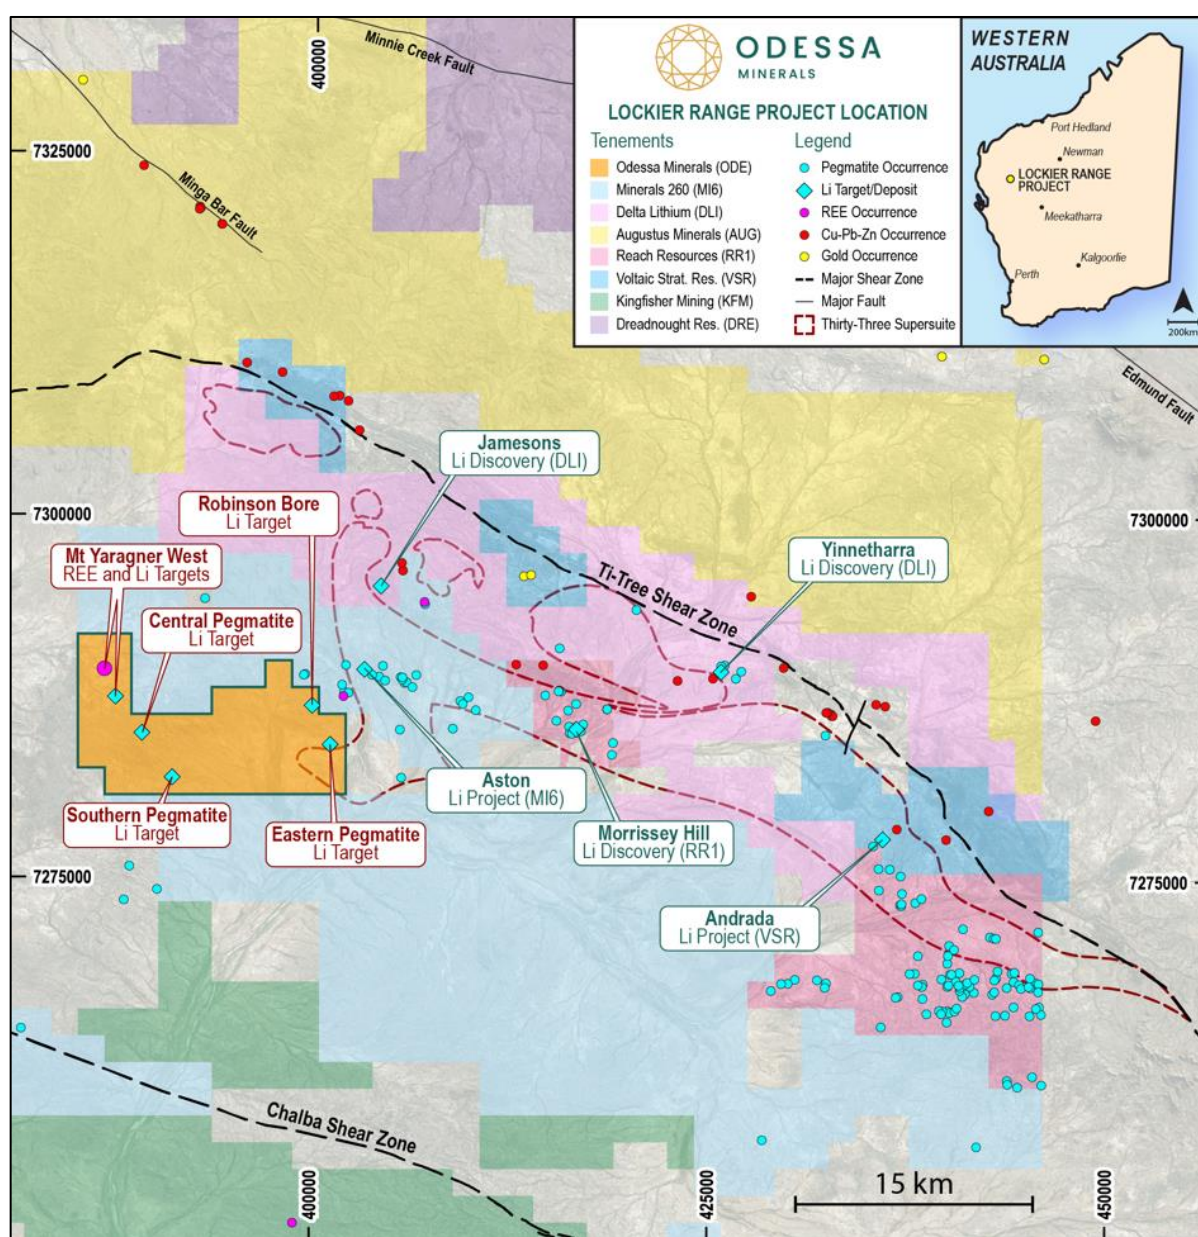 Minnie Creek Fault
400000
7325000
Minga Bar Fault
ODESSA
MINERALS
LOCKIER RANGE PROJECT LOCATION
Tenements
Odessa Minerals (ODE)
Minerals 260 (MI6)
Delta Lithium (DLI)
Augustus Minerals (AUG)
Reach Resources (RR1)
Voltaic Strat. Res. (VSR)
Kingfisher Mining (KFM)
Dreadnought Res. (DRE)
Legend
Pegmatite Occurrence
Li Target/Deposit
REE Occurrence
Cu-Pb-Zn Occurrence
Gold Occurrence
Major Shear Zone
Major Fault
Thirty-Three Supersuite
WESTERN
AUSTRALIA
Port Hedland
Newman
LOCKIER RANGE
PROJECT
Meekatharra
Kalgoorlie
Perth
200km
Edmund Fault
Jamesons
Li Discovery (DLI)
Robinson Bore
Li Target
7300000
7300000
Mt Yaragner West
REE and Li Targets
Yinnetharra
Li Discovery (DLI)
Ti-Tree Shear Zone
Central Pegmatite
Li Target
Aston
Li Project (MI6)
Southern Pegmatite
Li Target
Eastern Pegmatite
Li Target
Morrissey Hill
Li Discovery (RR1)
7275000
7275000
Andrada
Li Project (VSR)
Chalba Shear Zone
15 km
400000
425000
450000